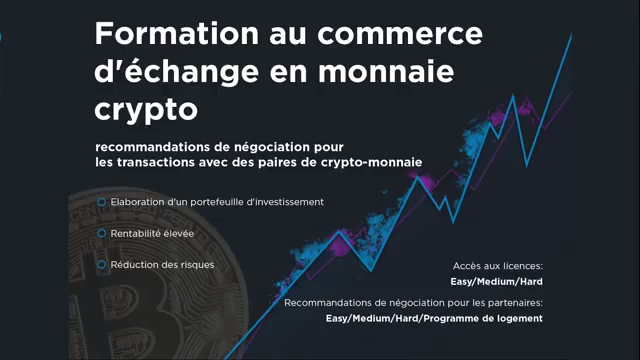 Formation au commerce
d'échange en monnaie
crypto
recommandations de négociation pour
les transactions avec des paires de crypto-monnaie
Elaboration d'un portefeuille d'investissement
Rentabilité élevée
Réduction des risques
Accès aux licences:
Easy/Medium/Hard
Recommandations de négociation pour les partenaires:
Easy/Medium/Hard/Programme de logement